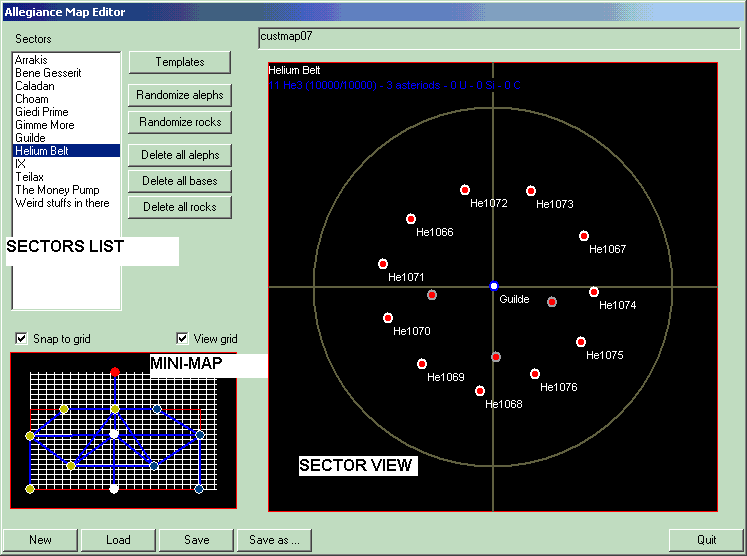 Allegiance Map Editor
Sectors
custmap07
Arrakis
Bene Gesserit
Caladan
Choam
Giedi Prime
Gimme More
Guilde
Helium Belt
IX
Teilax
The Money Pump
Weird stuffs in there
SECTORS LIST
Templates
Randomize alephs
Randomize rocks
Delete all alephs
Delete all bases
Delete all rocks
Snap to grid
View grid
MINI-MAP
Helium Belt
11 He3 (10000/10000) - 3 asteriods - 0 U - 0 Si - 0 C
He1072
He1073
He1066
He1067
He1071
Guilde
He1074
He1070
He1075
He1069
He1076
He1068
SECTOR VIEW
New
Load
Save
Save as ...
Quit